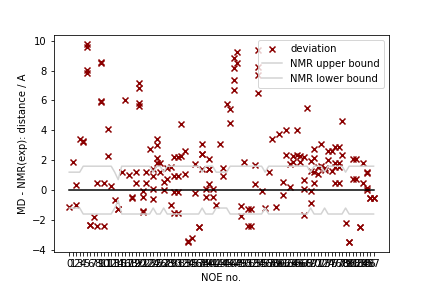 deviation
NMR upper bound
NMR lower bound
MD - NMR(exp): distance / A
10
8
6
4
2
0
−2
−4
NOE no.